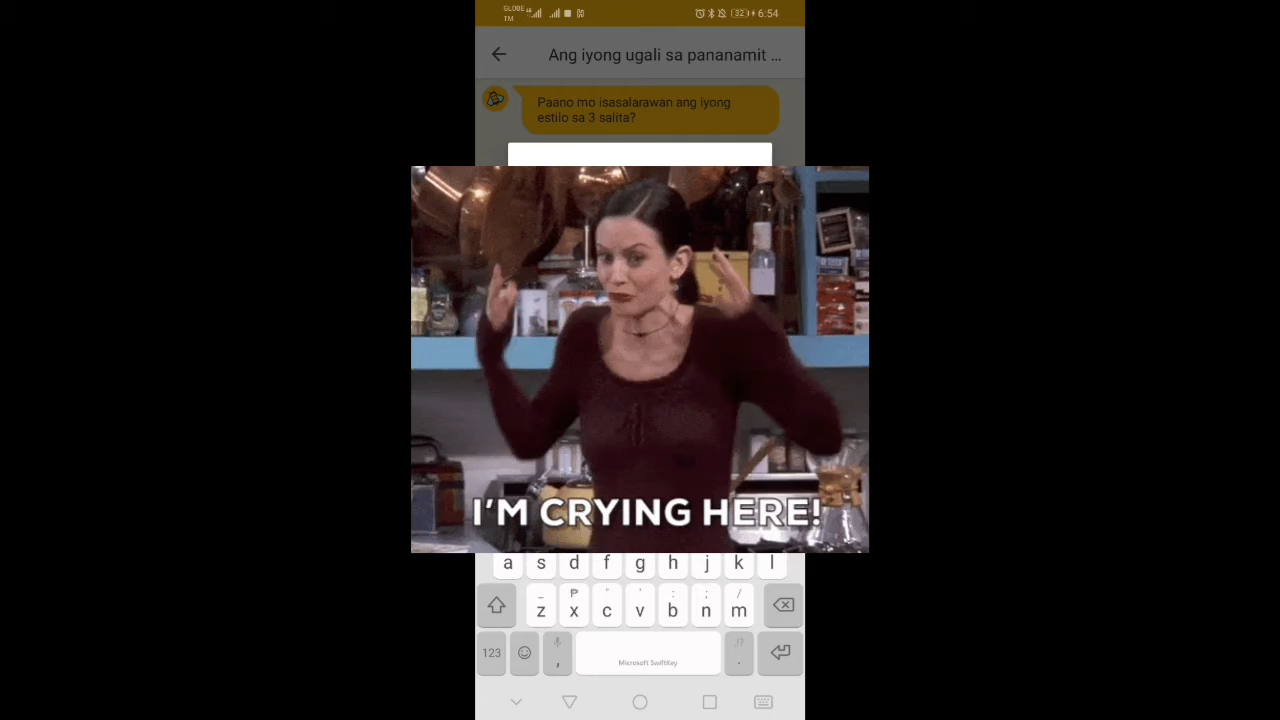 GLOBE
TM
32
6:54
Ang iyong ugali sa pananamit ...
Paano mo isasalarawan ang iyong
estilo sa 3 salita?
I'M CRYING HERE!
a s d f g h j k l
z x c v b n m
123 , Microsoft SwiftKey .